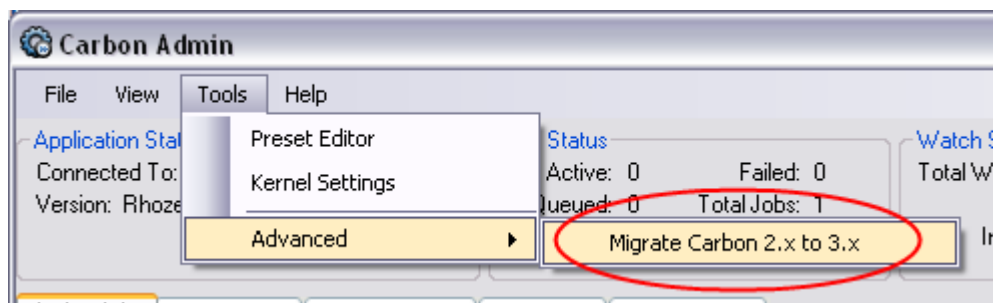 Carbon Admin
File View Tools Help
Application Stat
Connected To:
Version: Rhoze
Preset Editor
Kernel Settings
Advanced
Migrate Carbon 2.x to 3.x
Status
Active: 0 Failed: 0
Queued: 0 Total Jobs: 1
Watch S
Total W